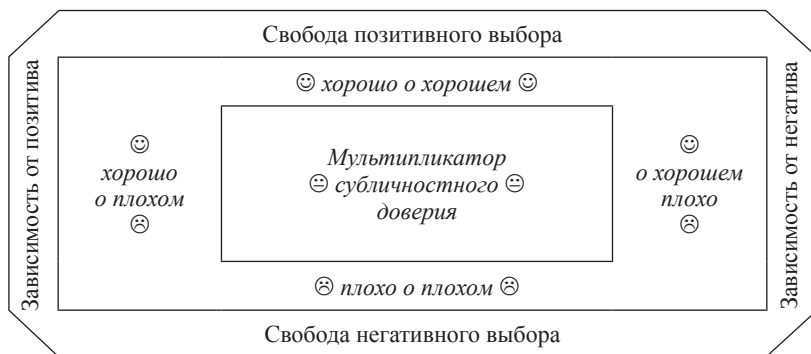 Свобода позитивного выбора
☺ хорошо о хорошем ☺
Зависимость от позитива
☺
хорошо
о плохом
☹
Мультипликатор
😐 субличностного 😐
доверия
☺
о хорошем
плохо
☹
Зависимость от негатива
☹ плохо о плохом ☹
Свобода негативного выбора